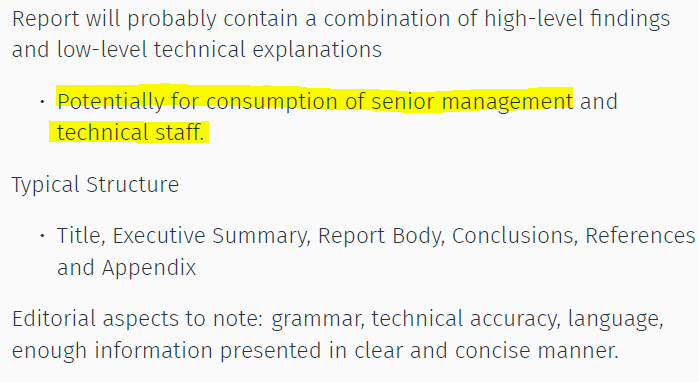 Report will probably contain a combination of high-level findings
and low-level technical explanations
• Potentially for consumption of senior management and
technical staff.
Typical Structure
• Title, Executive Summary, Report Body, Conclusions, References
and Appendix
Editorial aspects to note: grammar, technical accuracy, language,
enough information presented in clear and concise manner.